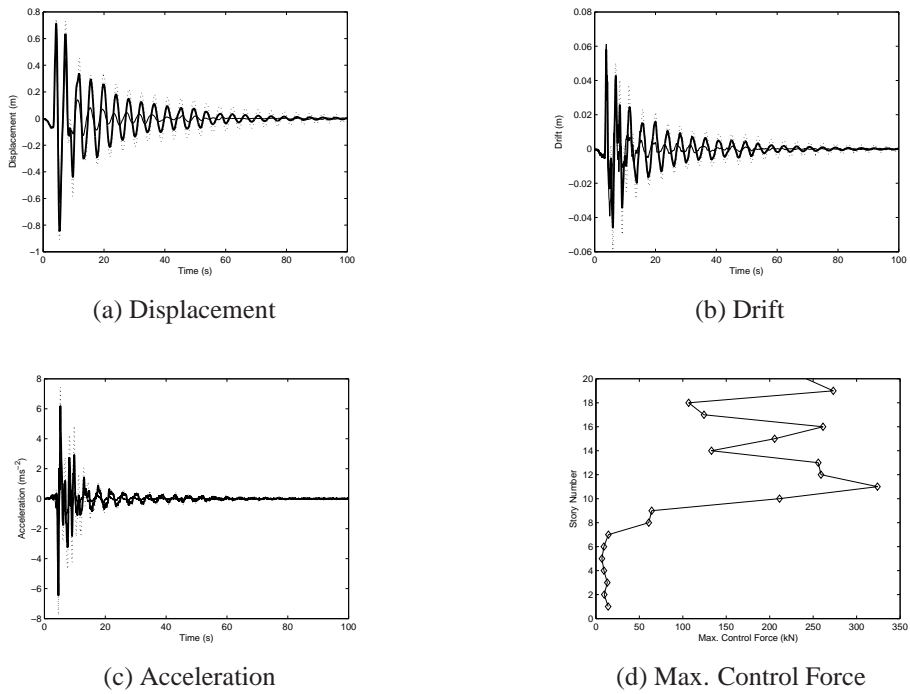 0.8
0.6
0.4
0.2
0
−0.2
−0.4
−0.6
−0.8
−1
Displacement (m)
0 20 40 60 80 100
Time (s)
(a) Displacement
0.06
0.04
0.02
0
−0.02
−0.04
−0.06
Drift (m)
0 20 40 60 80 100
Time (s)
(b) Drift
8
6
4
2
0
−2
−4
−6
−8
Acceleration (ms−2)
0 20 40 60 80 100
Time (s)
(c) Acceleration
20
18
16
14
12
10
8
6
4
2
0
Story Number
0 50 100 150 200 250 300 350
Max. Control Force (kN)
(d) Max. Control Force